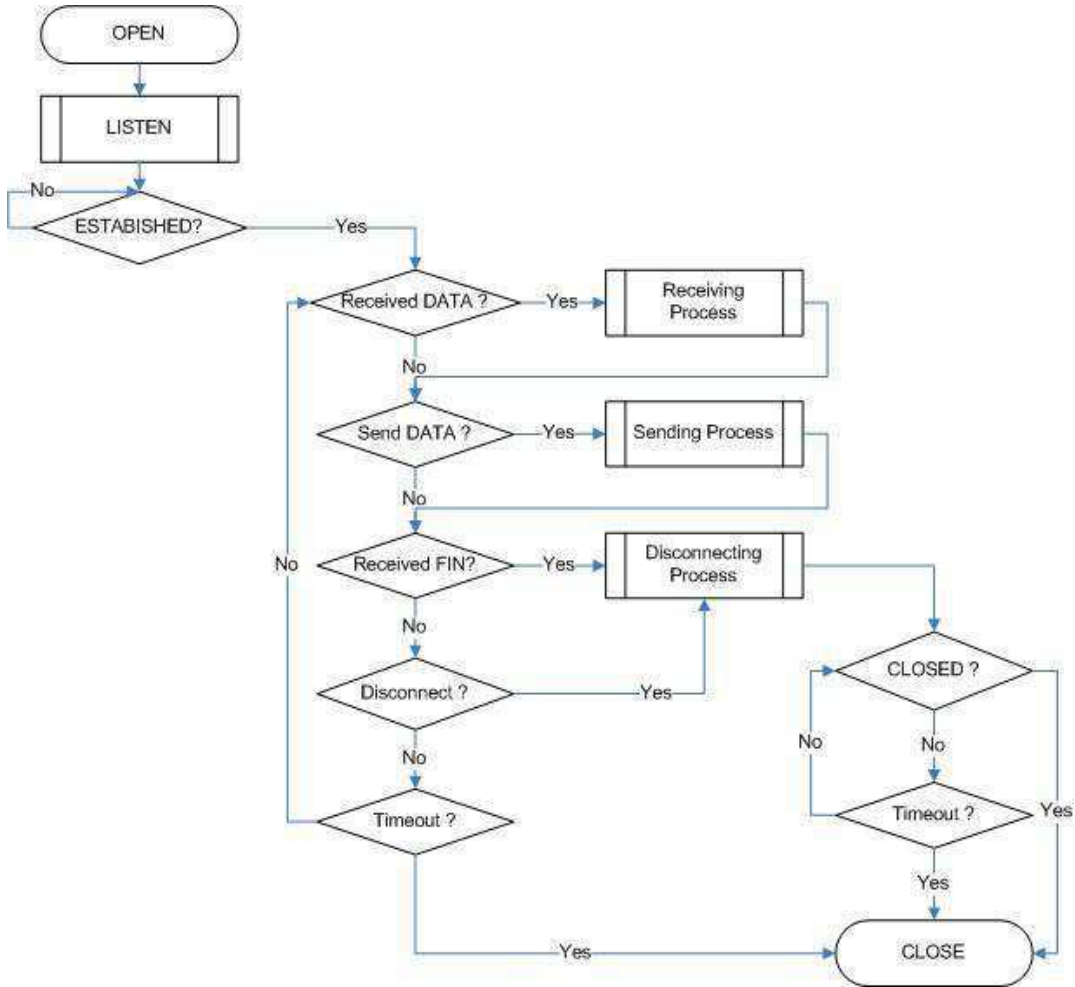 OPEN
LISTEN
No
ESTABISHED?
Yes
Received DATA ?
Yes
Receiving
Process
No
Send DATA ?
Yes
Sending Process
No
Received FIN?
Yes
Disconnecting
Process
No
No
Disconnect ?
Yes
CLOSED ?
No
No
No
Timeout ?
Timeout ?
Yes
Yes
Yes
CLOSE